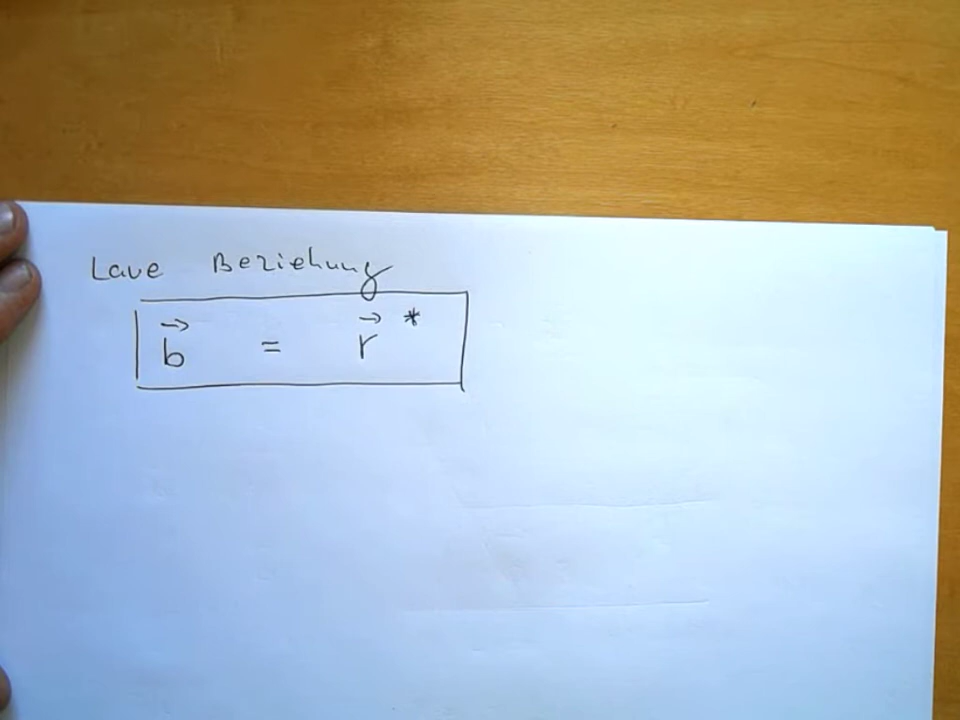 Laue Beziehung
b⃗ = r⃗ *